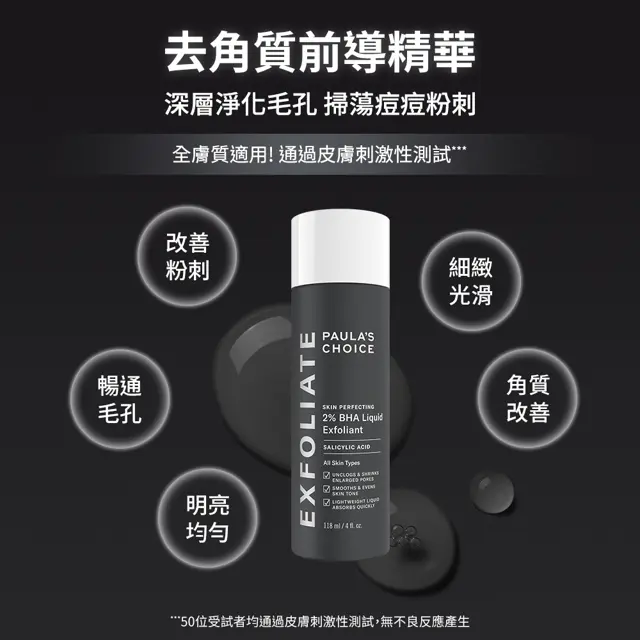 去角質前導精華
深層淨化毛孔 掃蕩痘痘粉刺
全膚質適用! 通過皮膚刺激性測試***
改善
粉刺
細緻
光滑
暢通
毛孔
角質
改善
明亮
均勻
EXFOLIATE
PAULA'S
CHOICE
SKIN PERFECTING
2% BHA Liquid
Exfoliant
SALICYLIC ACID
All Skin Types
UNCLOGS & SHRINKS
ENLARGED PORES
SMOOTHS & EVENS
SKIN TONE
LIGHTWEIGHT LIQUID
ABSORBS QUICKLY
118 ml / 4 fl. oz.
***50位受試者均通過皮膚刺激性測試,無不良反應產生